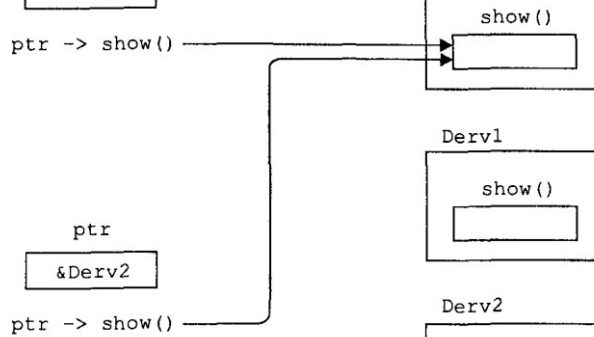 show()
ptr -> show()
Derv1
show()
ptr
&Derv2
Derv2
ptr -> show()